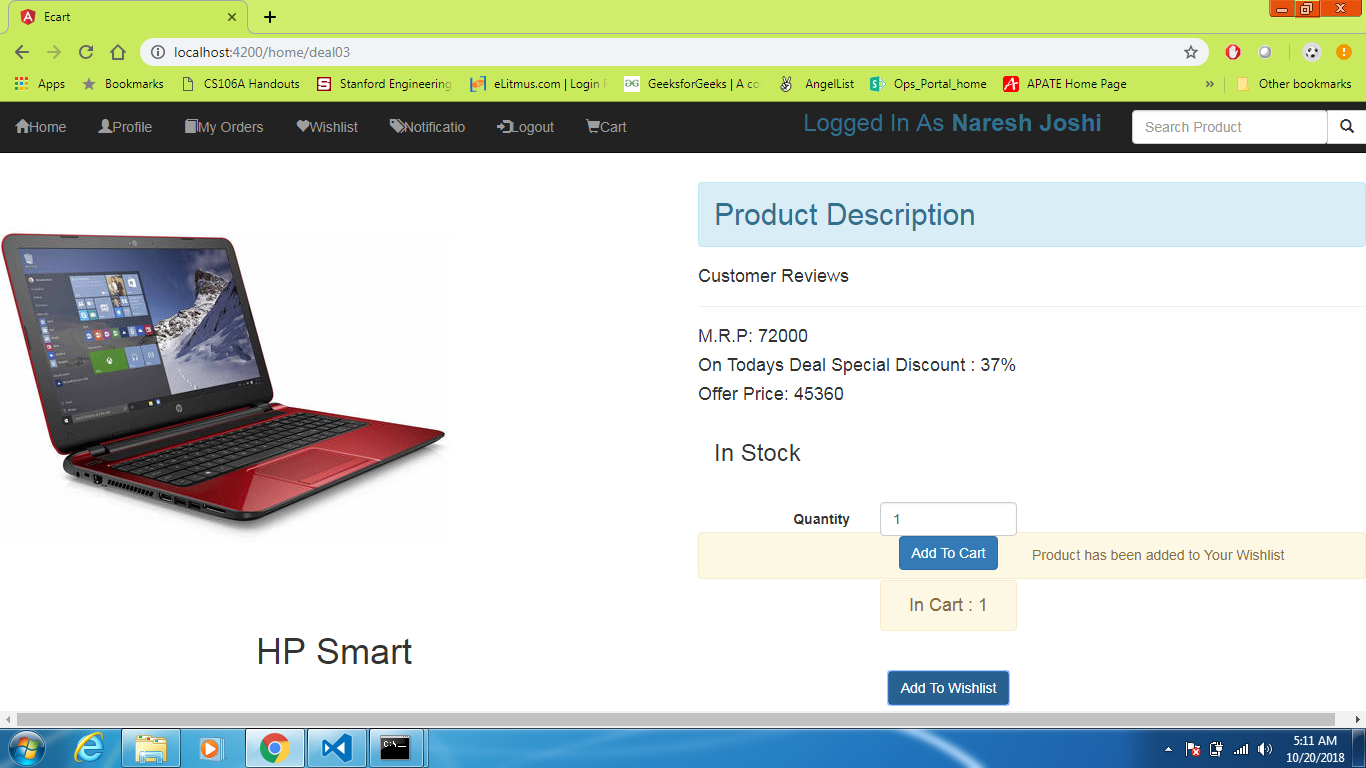 Ecart
localhost:4200/home/deal03
Apps Bookmarks CS106A Handouts Stanford Engineering eLitmus.com | Login GeeksforGeeks | A co AngelList Ops_Portal_home APATE Home Page » Other bookmarks
Home Profile My Orders Wishlist Notificatio Logout Cart Logged In As Naresh Joshi Search Product
Product Description
Customer Reviews
M.R.P: 72000
On Todays Deal Special Discount : 37%
Offer Price: 45360
In Stock
Quantity 1
Add To Cart Product has been added to Your Wishlist
In Cart : 1
HP Smart
Add To Wishlist
5:11 AM
10/20/2018